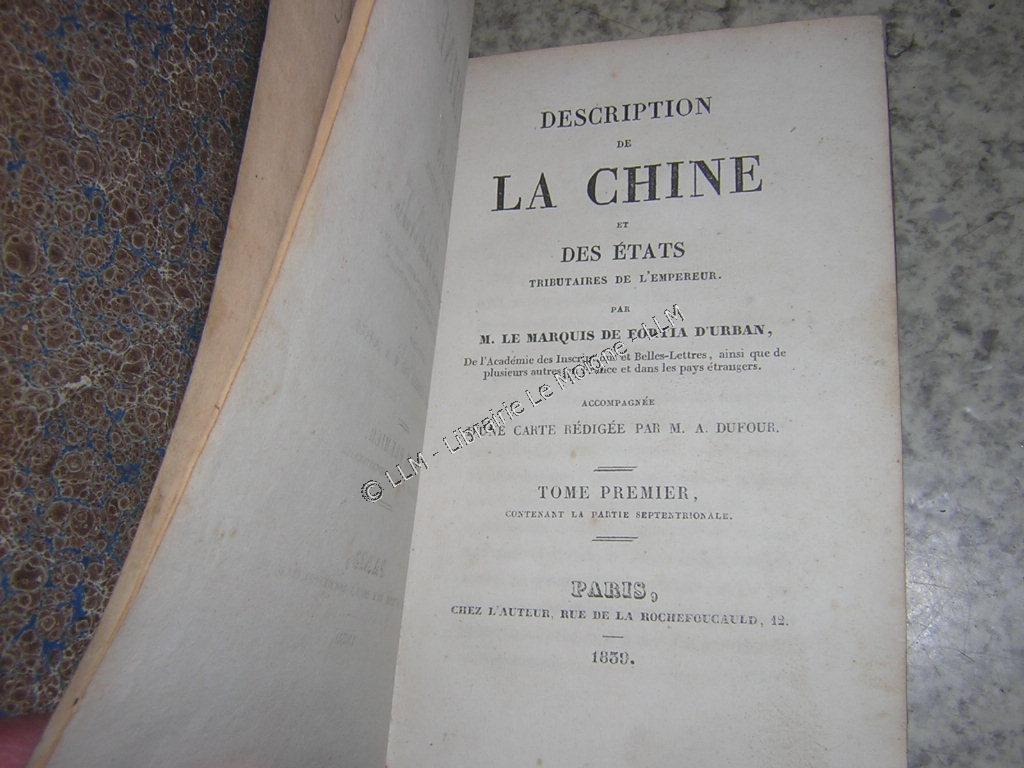 DESCRIPTION
DE
LA CHINE
ET
DES ÉTATS
TRIBUTAIRES DE L'EMPEREUR.
PAR
M. LE MARQUIS DE FORTIA D'URBAN,
De l'Académie des Inscriptions et Belles-Lettres, ainsi que de
plusieurs autres en France et dans les pays étrangers.
ACCOMPAGNÉE
D'UNE CARTE RÉDIGÉE PAR M. A. DUFOUR.
TOME PREMIER,
CONTENANT LA PARTIE SEPTENTRIONALE.
PARIS,
CHEZ L'AUTEUR, RUE DE LA ROCHEFOUCAULD, 12.
1839.
© LLM - Librairie Le Molome - LLM